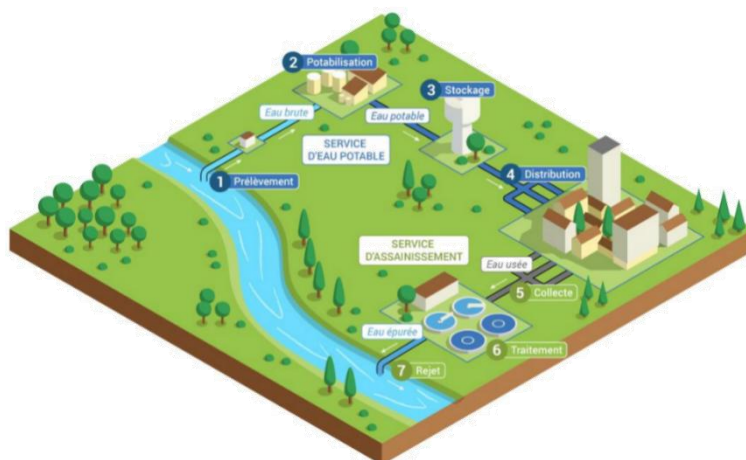 2 Potabilisation
3 Stockage
Eau brute
Eau potable
SERVICE
D'EAU POTABLE
1 Prélèvement
4 Distribution
SERVICE
D'ASSAINISSEMENT
Eau usée
5 Collecte
Eau épurée
6 Traitement
7 Rejet